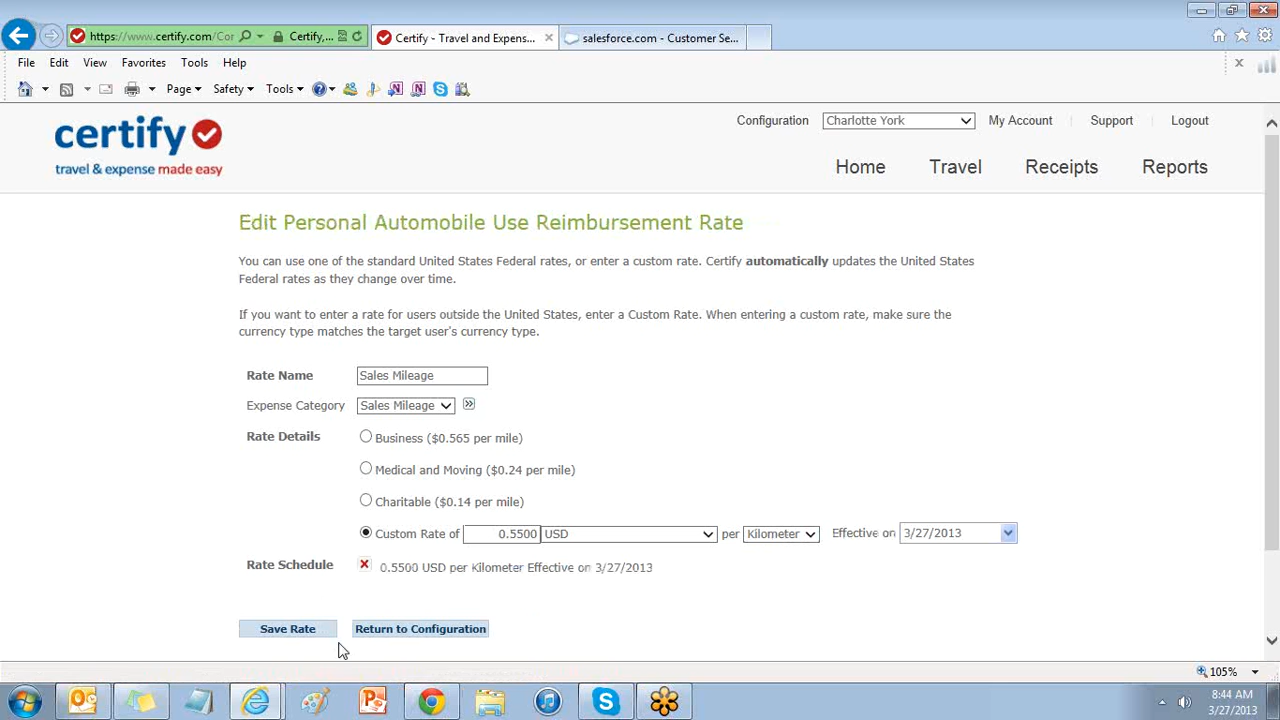 https://www.certify.com/Cor
Certify,...
Certify - Travel and Expens...
salesforce.com - Customer Se...
File Edit View Favorites Tools Help
Page Safety Tools
Configuration Charlotte York My Account Support Logout
certify
travel & expense made easy
Home Travel Receipts Reports
Edit Personal Automobile Use Reimbursement Rate
You can use one of the standard United States Federal rates, or enter a custom rate. Certify automatically updates the United States
Federal rates as they change over time.
If you want to enter a rate for users outside the United States, enter a Custom Rate. When entering a custom rate, make sure the
currency type matches the target user's currency type.
Rate Name Sales Mileage
Expense Category Sales Mileage
Rate Details Business ($0.565 per mile)
Medical and Moving ($0.24 per mile)
Charitable ($0.14 per mile)
Custom Rate of 0.5500 USD per Kilometer Effective on 3/27/2013
Rate Schedule 0.5500 USD per Kilometer Effective on 3/27/2013
Save Rate Return to Configuration
105%
8:44 AM
3/27/2013